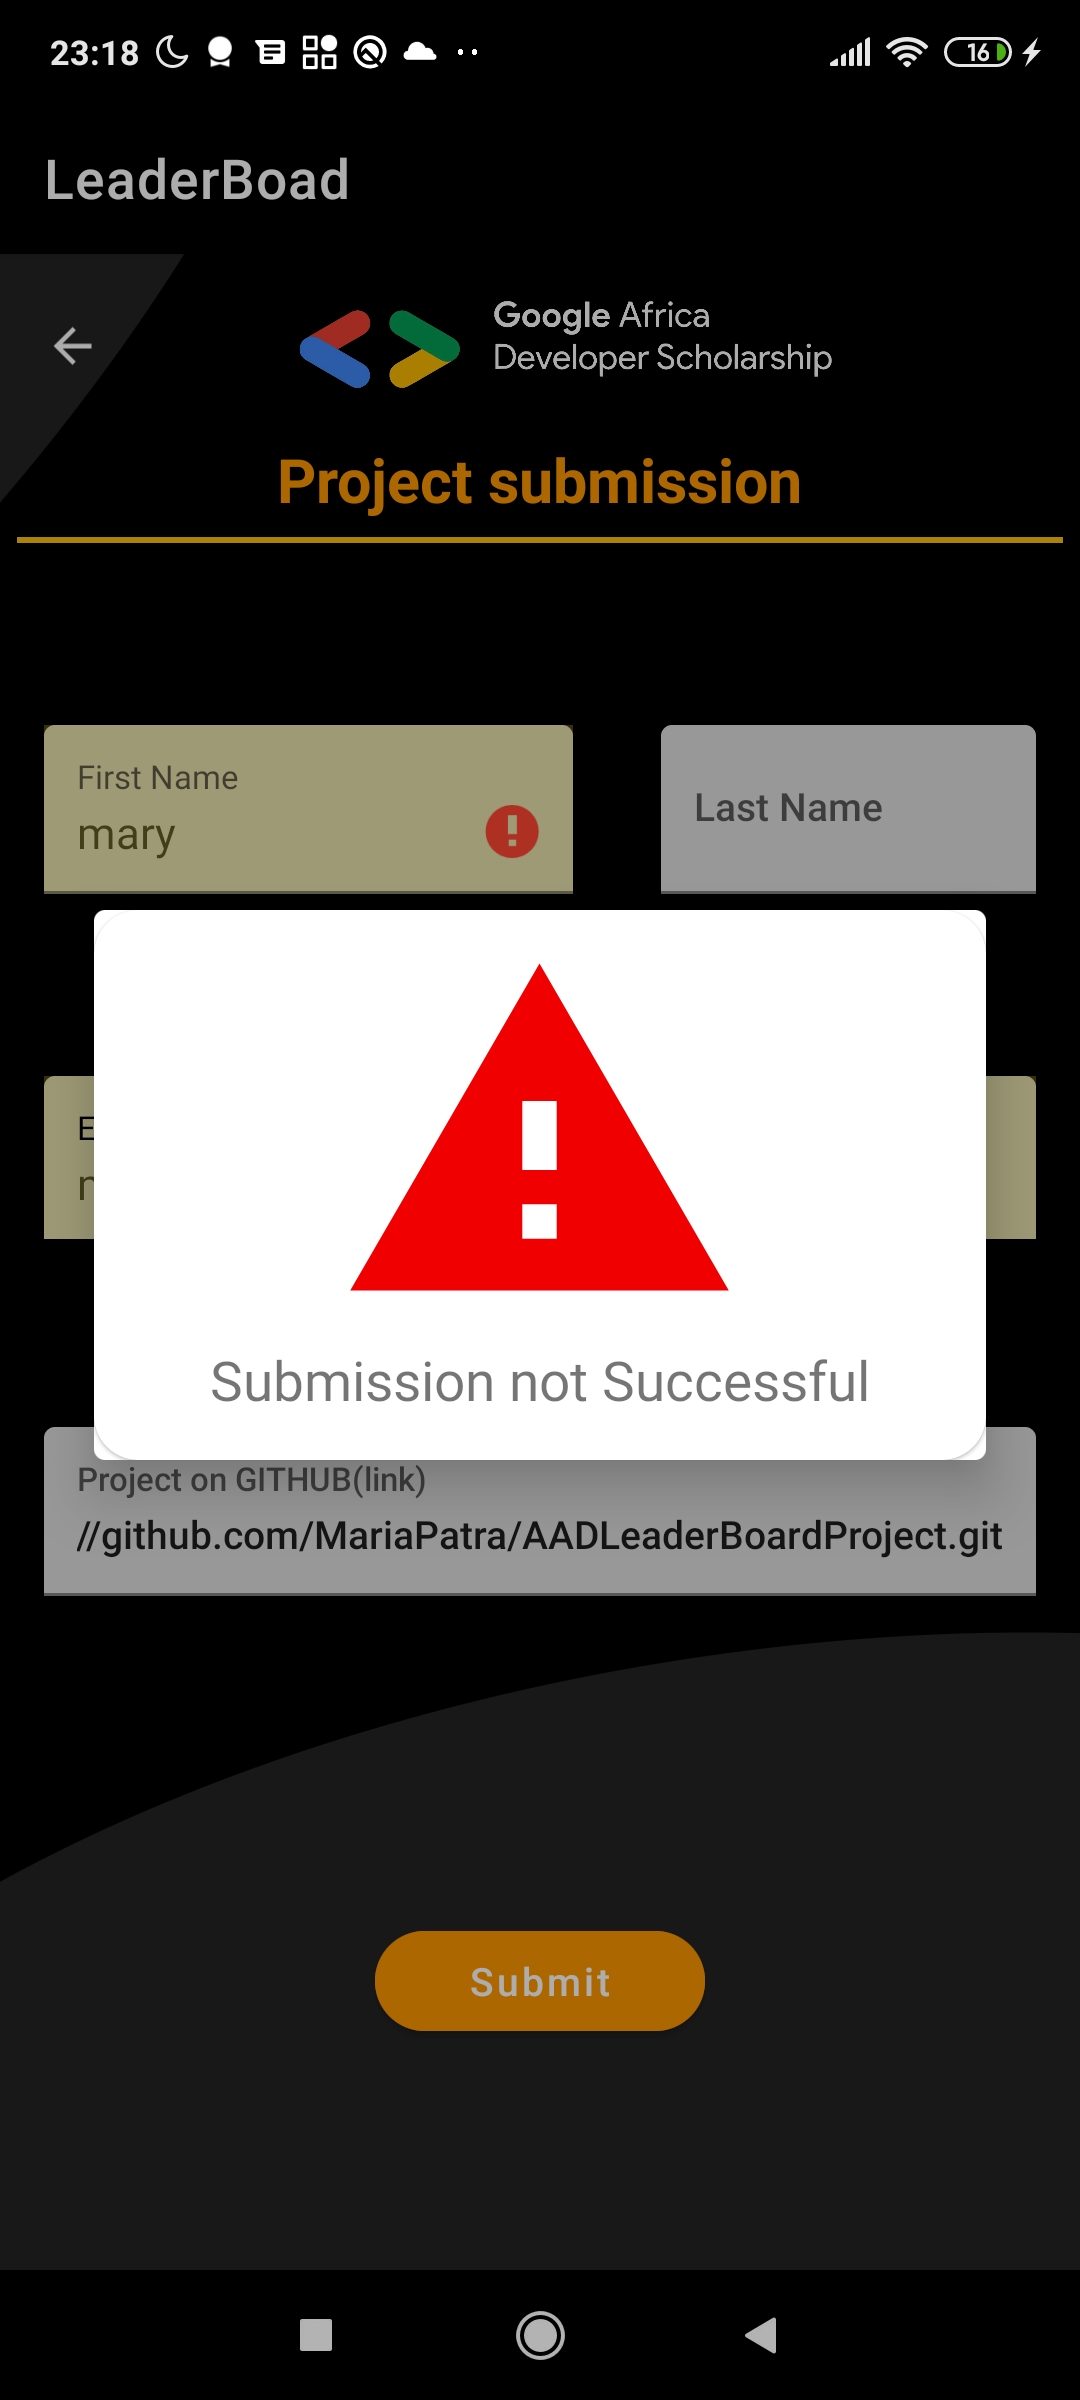 23:18
16
LeaderBoad
Google Africa
Developer Scholarship
Project submission
First Name
mary
Last Name
Submission not Successful
Project on GITHUB(link)
//github.com/MariaPatra/AADLeaderBoardProject.git
Submit